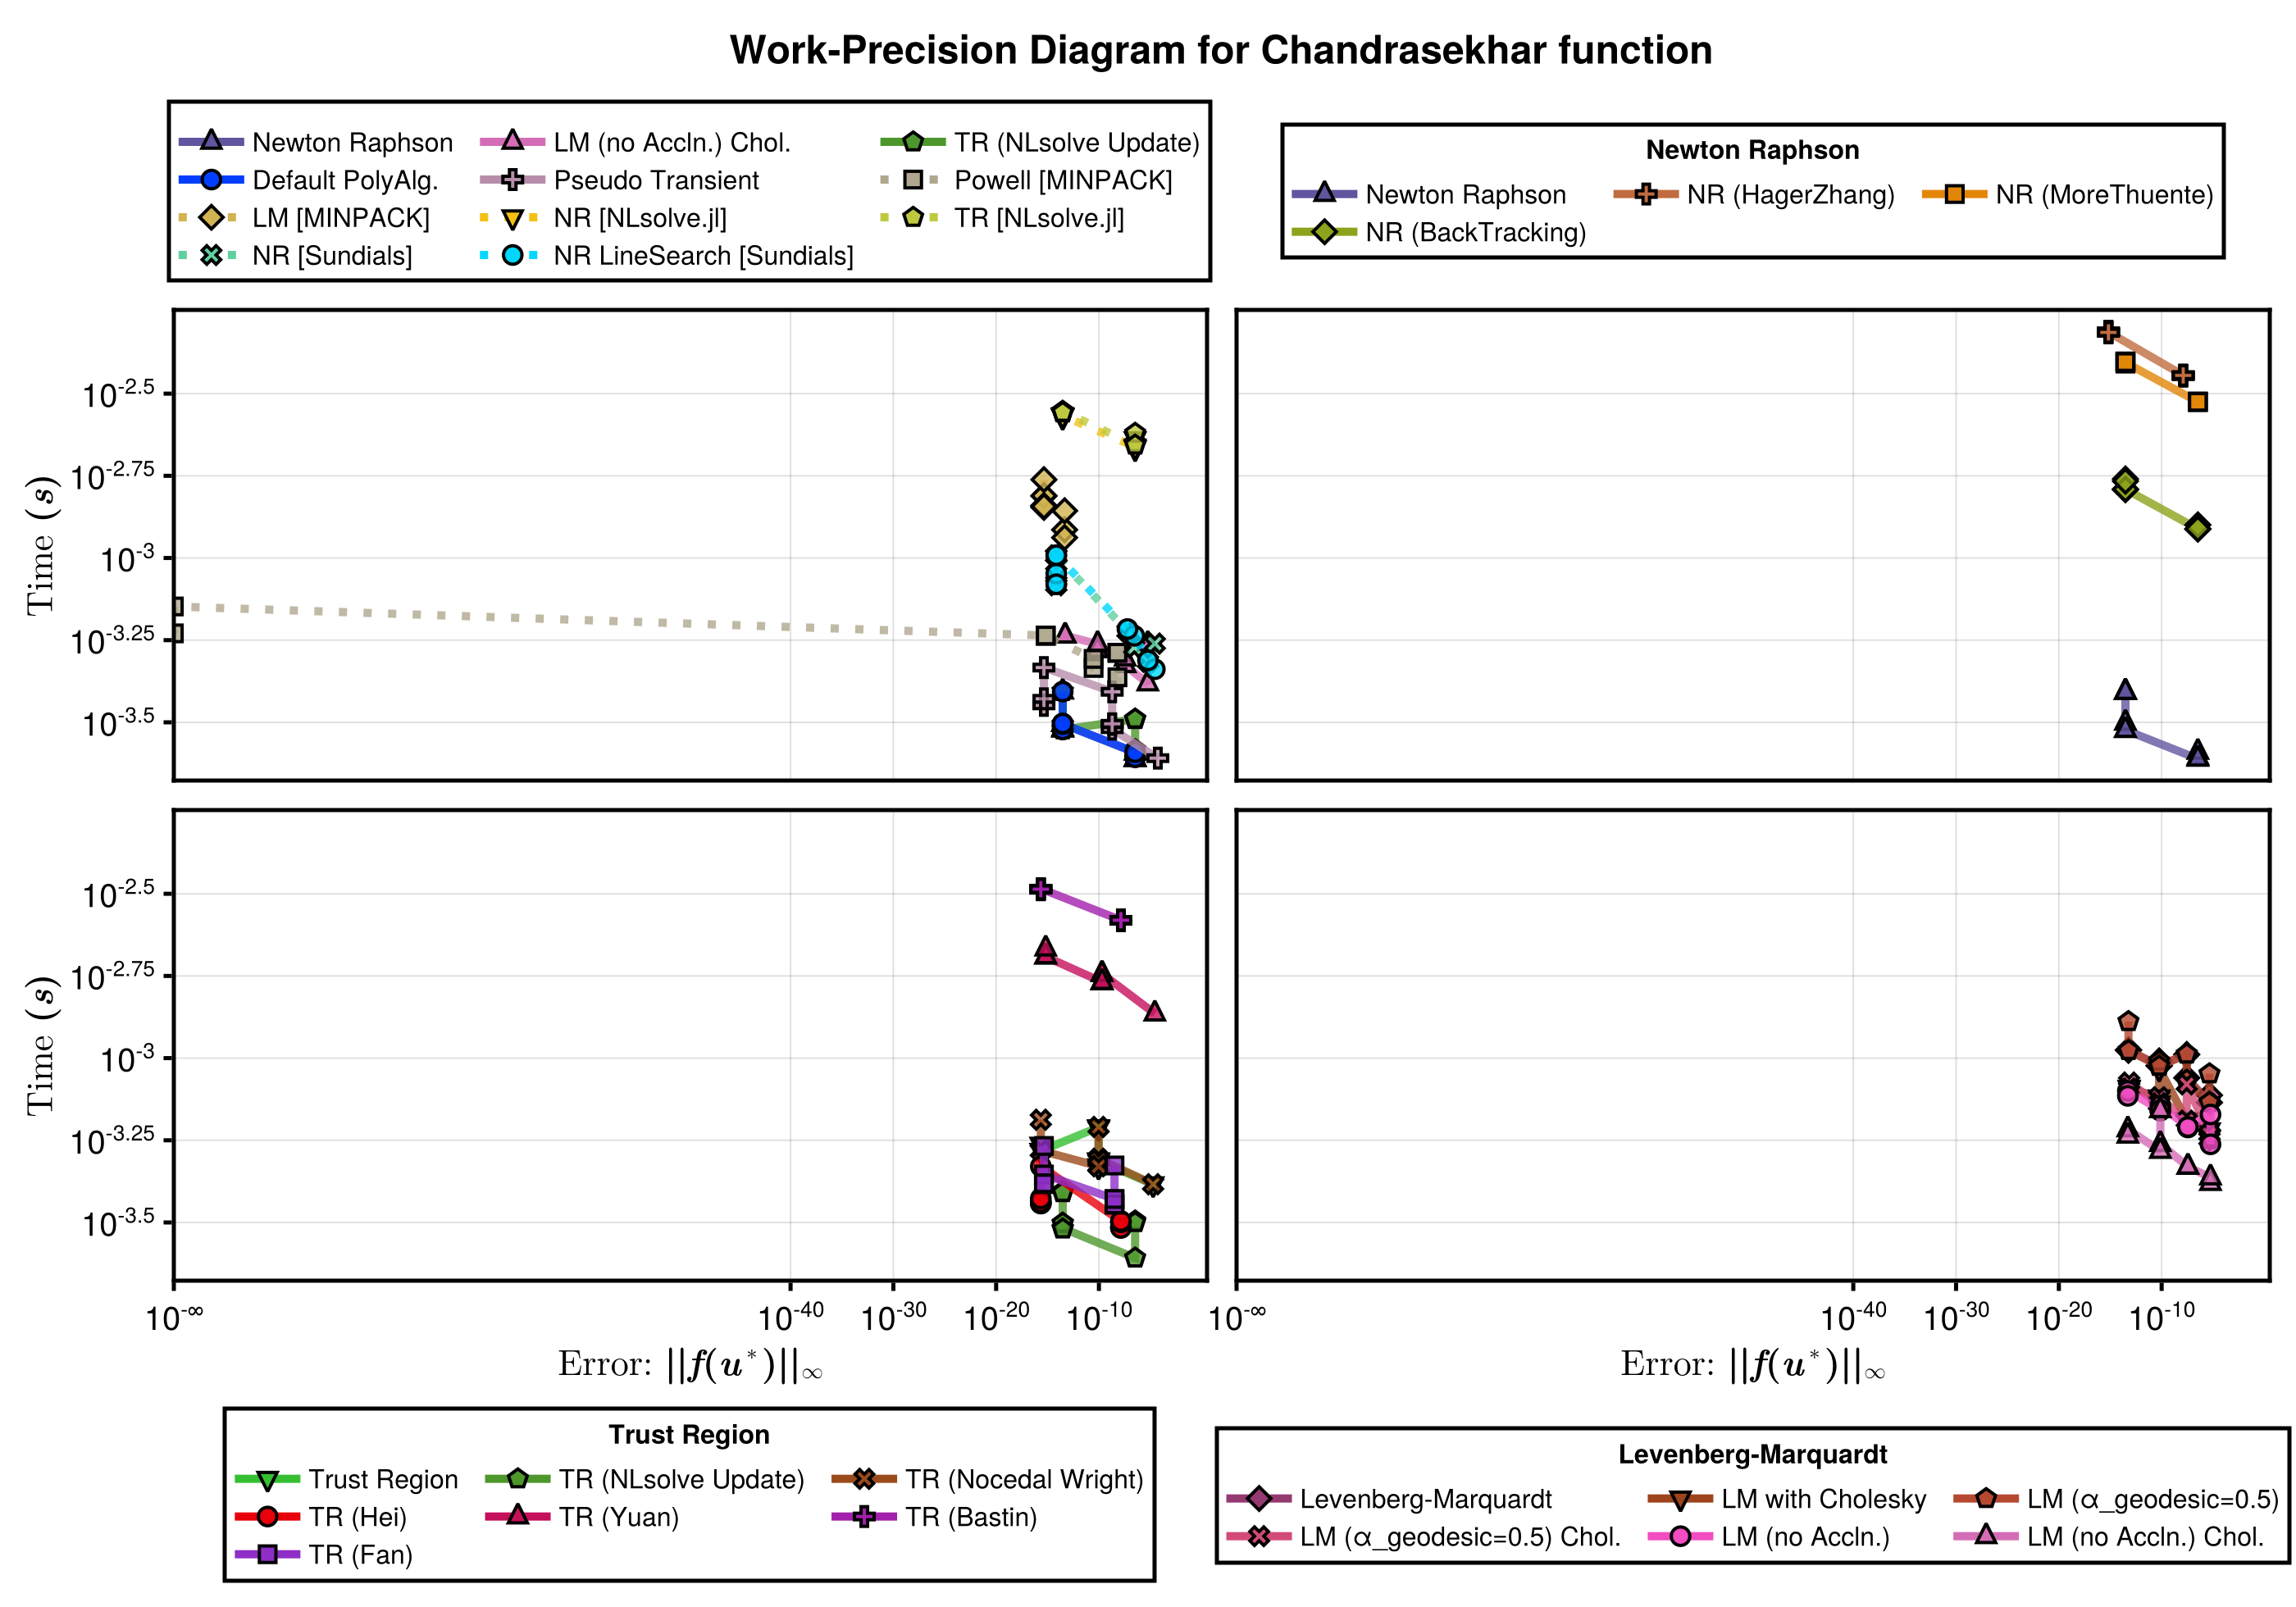 Work-Precision Diagram for Chandrasekhar function
Newton Raphson LM (no Accln.) Chol. TR (NLsolve Update)
Default PolyAlg. Pseudo Transient Powell [MINPACK]
LM [MINPACK] NR [NLsolve.jl] TR [NLsolve.jl]
NR [Sundials] NR LineSearch [Sundials]
Newton Raphson
Newton Raphson NR (HagerZhang) NR (MoreThuente)
NR (BackTracking)
Time (s)
10^-2.5
10^-2.75
10^-3
10^-3.25
10^-3.5
Time (s)
10^-2.5
10^-2.75
10^-3
10^-3.25
10^-3.5
10^-∞ 10^-40 10^-30 10^-20 10^-10
10^-∞ 10^-40 10^-30 10^-20 10^-10
Error: ||f(u*)||∞
Error: ||f(u*)||∞
Trust Region
Trust Region TR (NLsolve Update) TR (Nocedal Wright)
TR (Hei) TR (Yuan) TR (Bastin)
TR (Fan)
Levenberg-Marquardt
Levenberg-Marquardt LM with Cholesky LM (α_geodesic=0.5)
LM (α_geodesic=0.5) Chol. LM (no Accln.) LM (no Accln.) Chol.